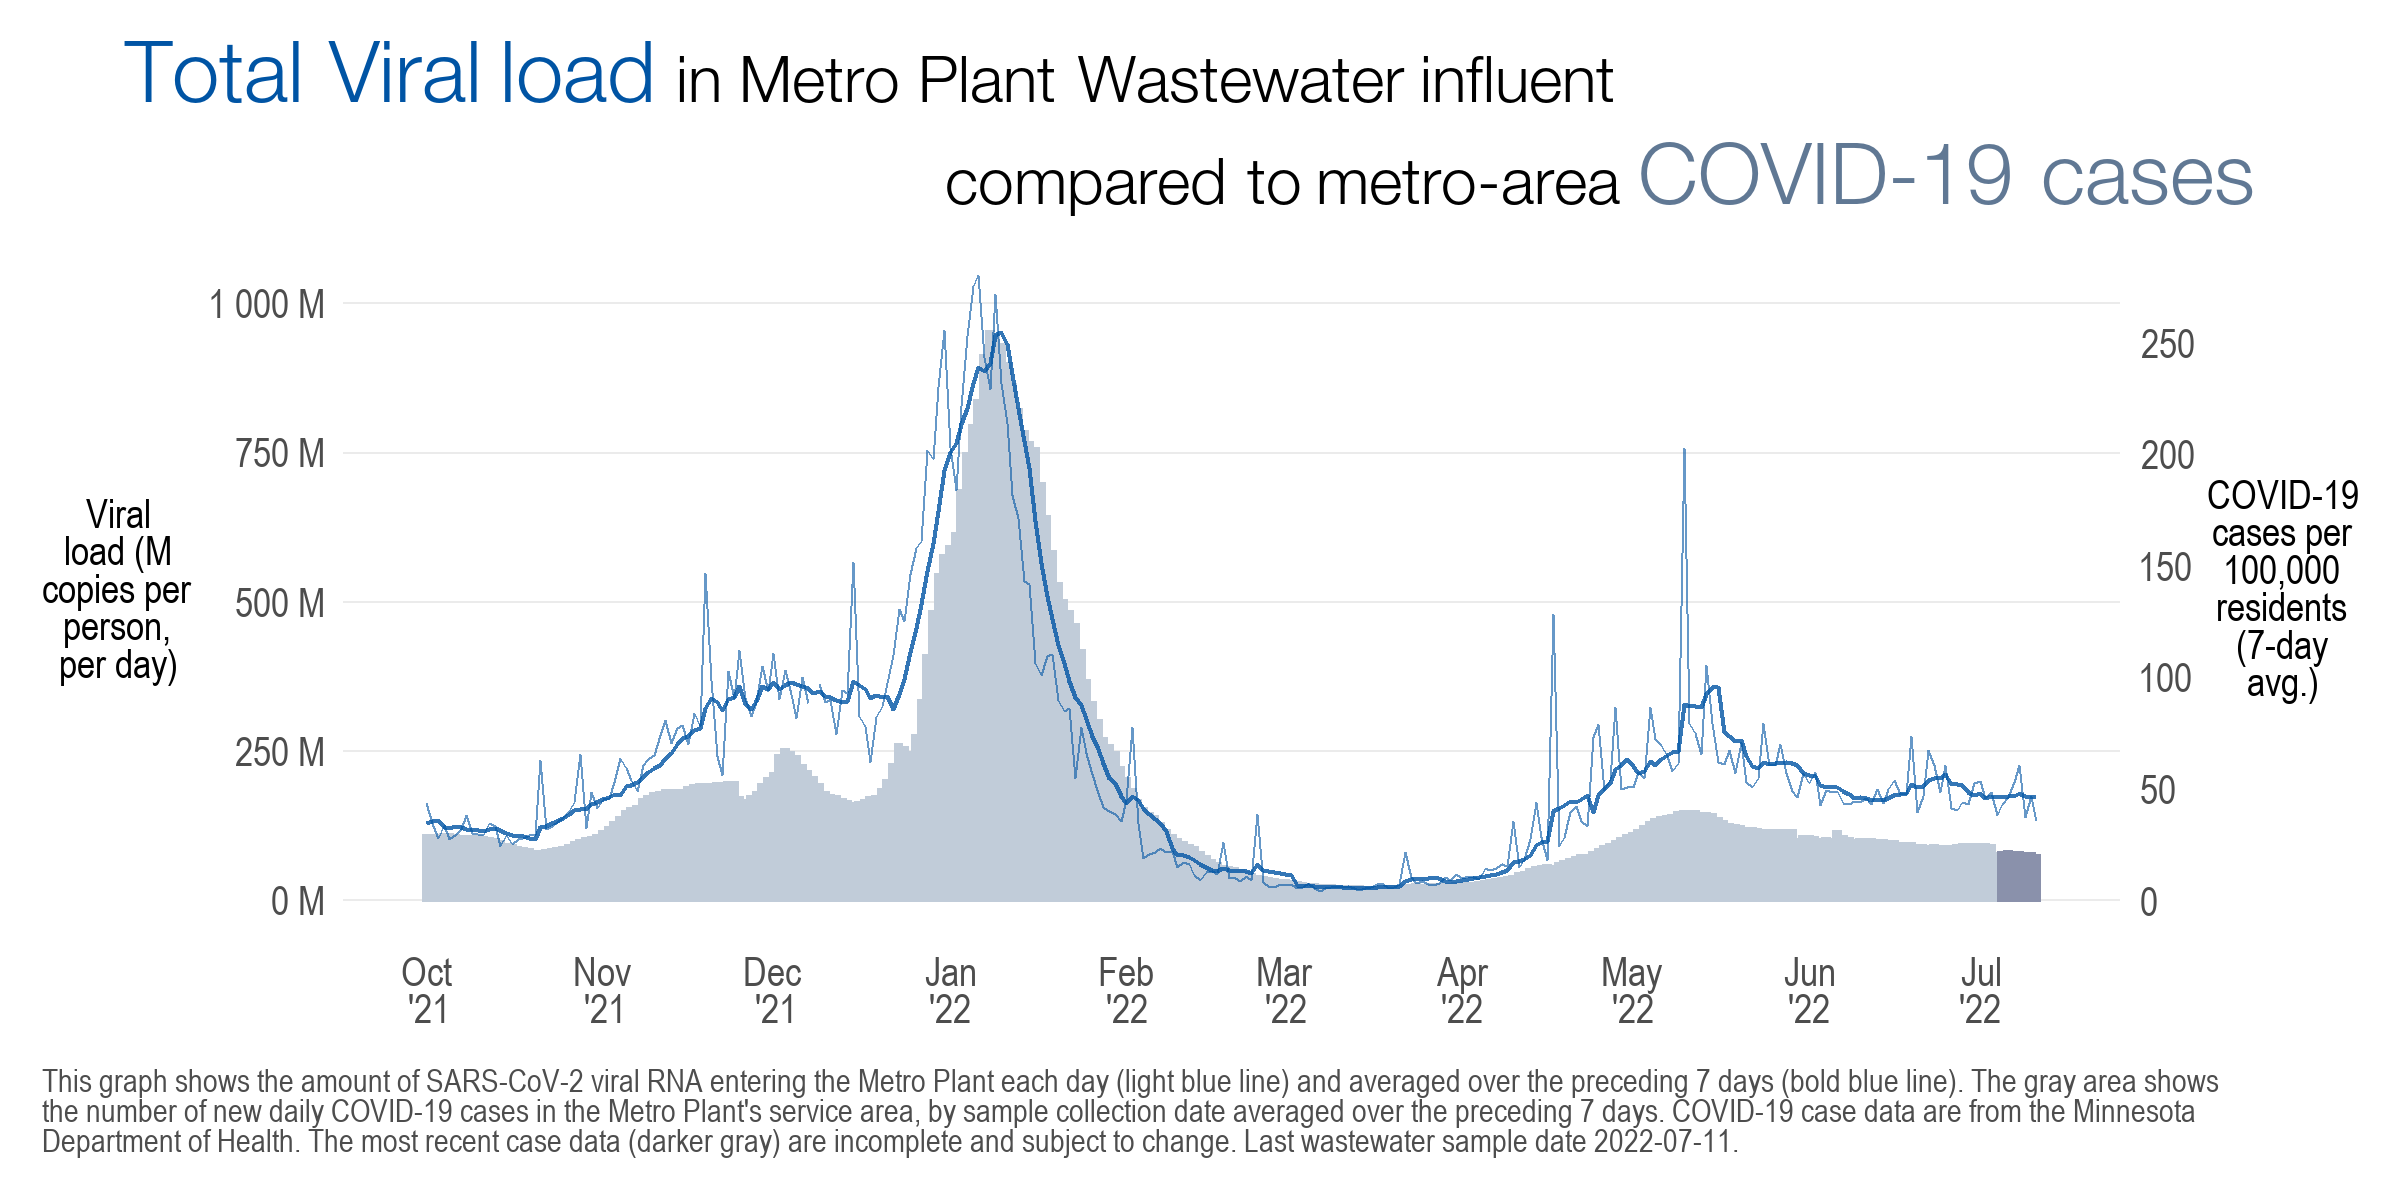 Total Viral load in Metro Plant Wastewater influent
compared to metro-area COVID-19 cases
1 000 M
750 M
500 M
250 M
0 M
Viral
load (M
copies per
person,
per day)
250
200
150
100
50
0
COVID-19
cases per
100,000
residents
(7-day
avg.)
Oct Nov Dec Jan Feb Mar Apr May Jun Jul
'21 '21 '21 '22 '22 '22 '22 '22 '22 '22
This graph shows the amount of SARS-CoV-2 viral RNA entering the Metro Plant each day (light blue line) and averaged over the preceding 7 days (bold blue line). The gray area shows
the number of new daily COVID-19 cases in the Metro Plant's service area, by sample collection date averaged over the preceding 7 days. COVID-19 case data are from the Minnesota
Department of Health. The most recent case data (darker gray) are incomplete and subject to change. Last wastewater sample date 2022-07-11.